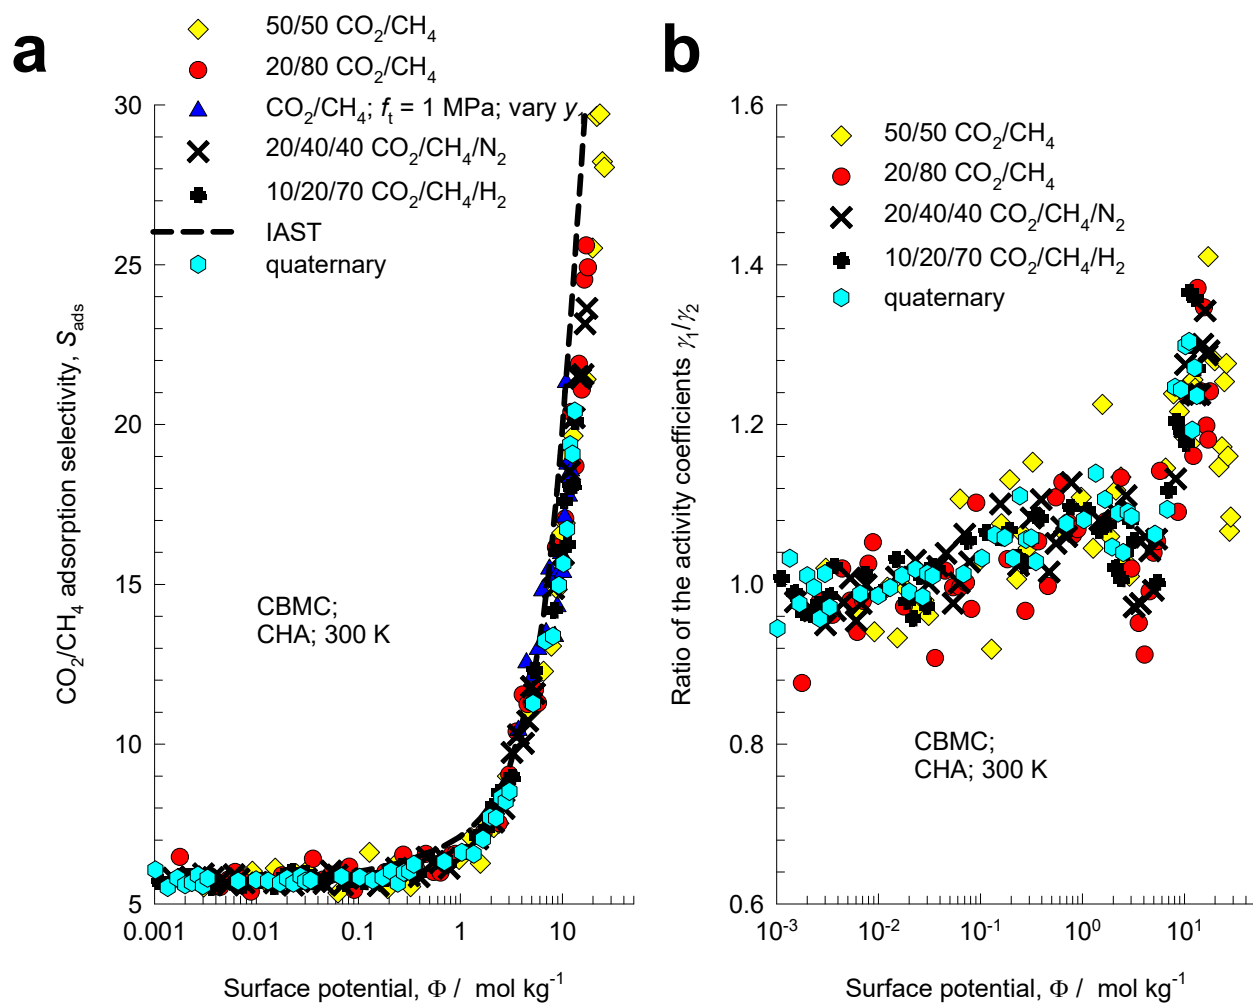 a
50/50 CO2/CH4
20/80 CO2/CH4
CO2/CH4; ft = 1 MPa; vary y
20/40/40 CO2/CH4/N2
10/20/70 CO2/CH4/H2
IAST
quaternary
30
25
20
15
10
5
CO2/CH4 adsorption selectivity, Sads
CBMC;
CHA; 300 K
0.001
0.01
0.1
1
10
Surface potential, Φ / mol kg-1
b
50/50 CO2/CH4
20/80 CO2/CH4
20/40/40 CO2/CH4/N2
10/20/70 CO2/CH4/H2
quaternary
1.6
1.4
1.2
1.0
0.8
0.6
Ratio of the activity coefficients γ1/γ2
CBMC;
CHA; 300 K
10-3
10-2
10-1
100
101
Surface potential, Φ / mol kg-1